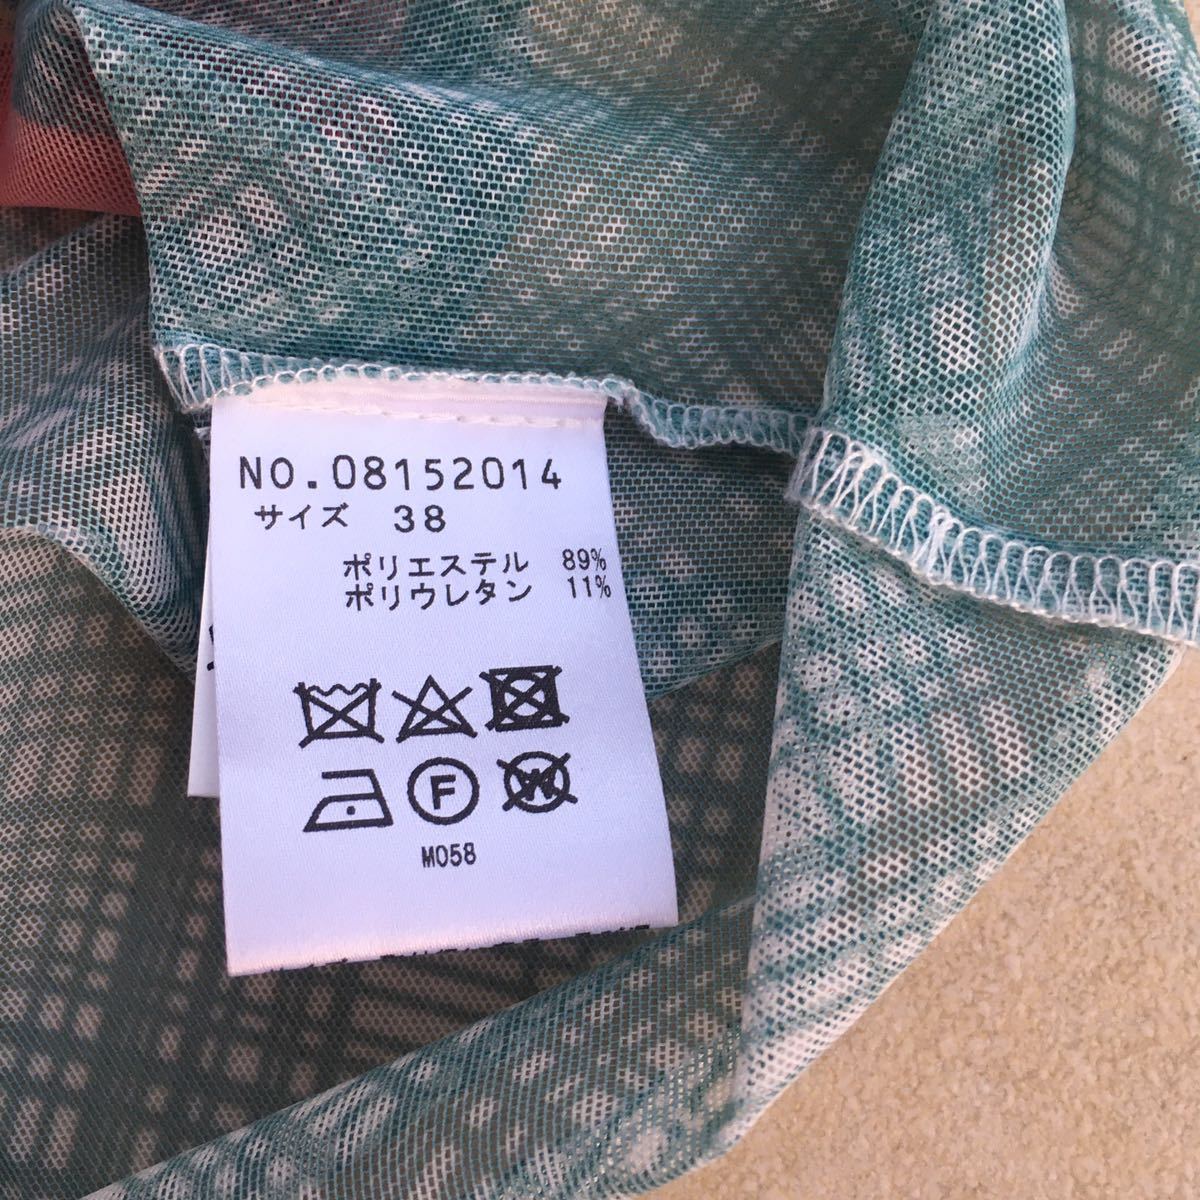 NO.08152014
サイズ 38
ポリエステル 89%
ポリウレタン 11%
F W
M058